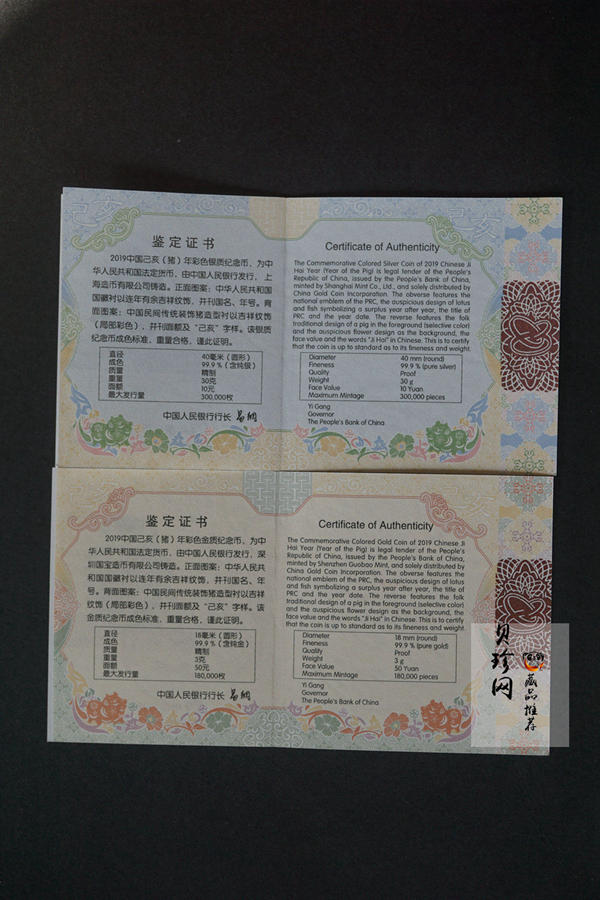 鉴定证书
2019中国己亥（猪）年彩色银质纪念币，为中
华人民共和国法定货币，由中国人民银行发行，上
海造币有限公司铸造。正面图案：中华人民共和国
国徽衬以连年有余吉祥纹饰，并刊国名、年号。背
面图案：中国民间传统装饰猪造型衬以吉祥纹饰
（局部彩色），并刊面额及“己亥”字样。该银质
纪念币成色标准，重量合格，谨此证明。
直径 40毫米（圆形）
成色 99.9％（含纯银）
质量 精制
重量 30克
面额 10元
最大发行量 300,000枚
中国人民银行行长
Certificate of Authenticity
The Commemorative Colored Silver Coin of 2019 Chinese Ji
Hai Year (Year of the Pig) is legal tender of the People's
Republic of China, issued by the People's Bank of China,
minted by Shanghai Mint Co., Ltd., and solely distributed by
China Gold Coin Incorporation. The obverse features the
national emblem of the PRC, the auspicious design of lotus
and fish symbolizing a surplus year after year, the title of
PRC and the year date. The reverse features the folk
traditional design of a pig in the foreground (selective color)
and the auspicious flower design as the background, the
face value and the words "Ji Hai" in Chinese. This is to certify
that the coin is up to standard as to its fineness and weight.
Diameter 40 mm (round)
Fineness 99.9 % (pure silver)
Quality Proof
Weight 30 g
Face Value 10 Yuan
Maximum Mintage 300,000 pieces
Yi Gang
Governor
The People's Bank of China
鉴定证书
2019中国己亥（猪）年彩色金质纪念币，为中
华人民共和国法定货币，由中国人民银行发行，深
圳国宝造币有限公司铸造。正面图案：中华人民共
和国国徽衬以连年有余吉祥纹饰，并刊国名、年
号。背面图案：中国民间传统装饰猪造型衬以吉祥
纹饰（局部彩色），并刊面额及“己亥”字样。该
金质纪念币成色标准，重量合格，谨此证明。
直径 18毫米（圆形）
成色 99.9％（含纯金）
质量 精制
重量 3克
面额 50元
最大发行量 180,000枚
中国人民银行行长
Certificate of Authenticity
The Commemorative Colored Gold Coin of 2019 Chinese Ji
Hai Year (Year of the Pig) is legal tender of the People's
Republic of China, issued by the People's Bank of China,
minted by Shenzhen Guobao Mint, and solely distributed by
China Gold Coin Incorporation. The obverse features the
national emblem of the PRC, the auspicious design of lotus
and fish symbolizing a surplus year after year, the title of
PRC and the year date. The reverse features the folk
traditional design of a pig in the foreground (selective color)
and the auspicious flower design as the background, the
face value and the words "Ji Hai" in Chinese. This is to certify
that the coin is up to standard as to its fineness and weight.
Diameter 18 mm (round)
Fineness 99.9 % (pure gold)
Quality Proof
Weight 3 g
Face Value 50 Yuan
Maximum Mintage 180,000 pieces
Yi Gang
Governor
The People's Bank of China
贝珍网
藏品推荐